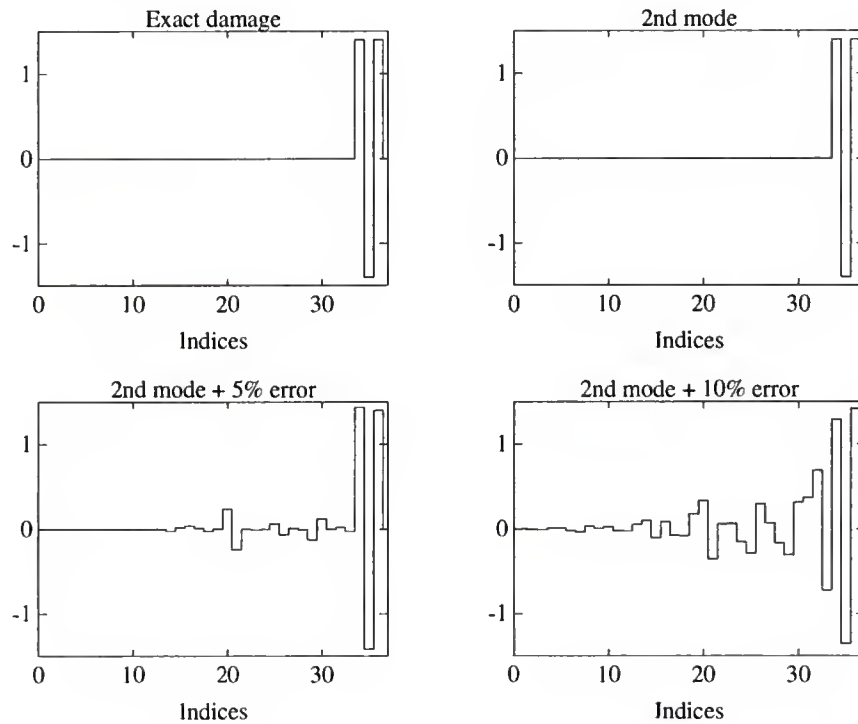 Exact damage
1
0
-1
0 10 20 30
Indices
2nd mode
1
0
-1
0 10 20 30
Indices
2nd mode + 5% error
1
0
-1
0 10 20 30
Indices
2nd mode + 10% error
1
0
-1
0 10 20 30
Indices